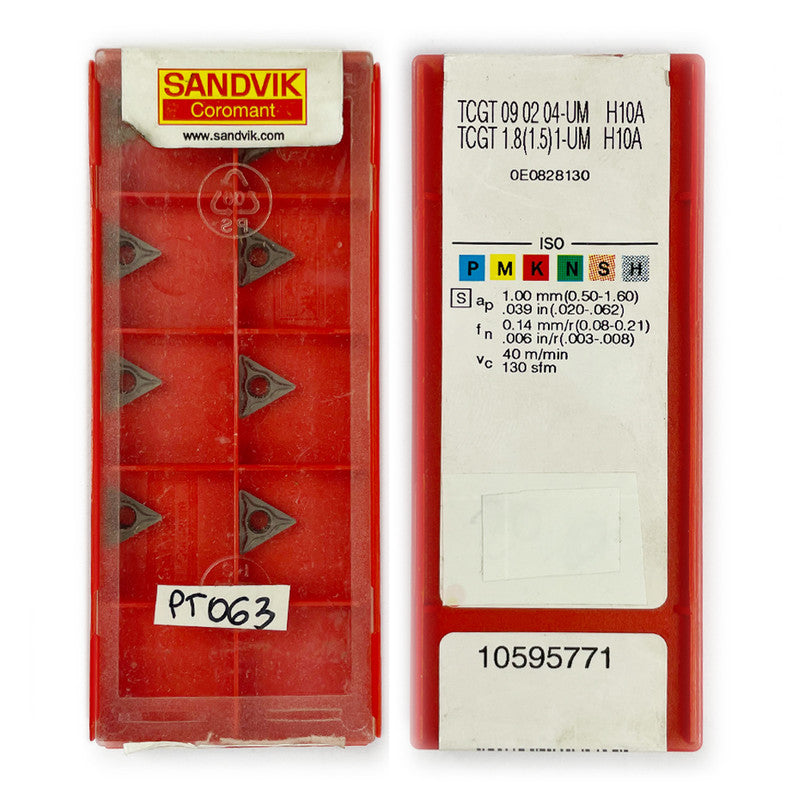 SANDVIK
Coromant
www.sandvik.com
PS
PT063
TCGT 09 02 04-UM H10A
TCGT 1.8(1.5)1-UM H10A
0E0828130
ISO
P M K N S H
S ap 1.00 mm(0.50-1.60)
.039 in(.020-.062)
fn 0.14 mm/r(0.08-0.21)
.006 in/r(.003-.008)
vc 40 m/min
130 sfm
10595771